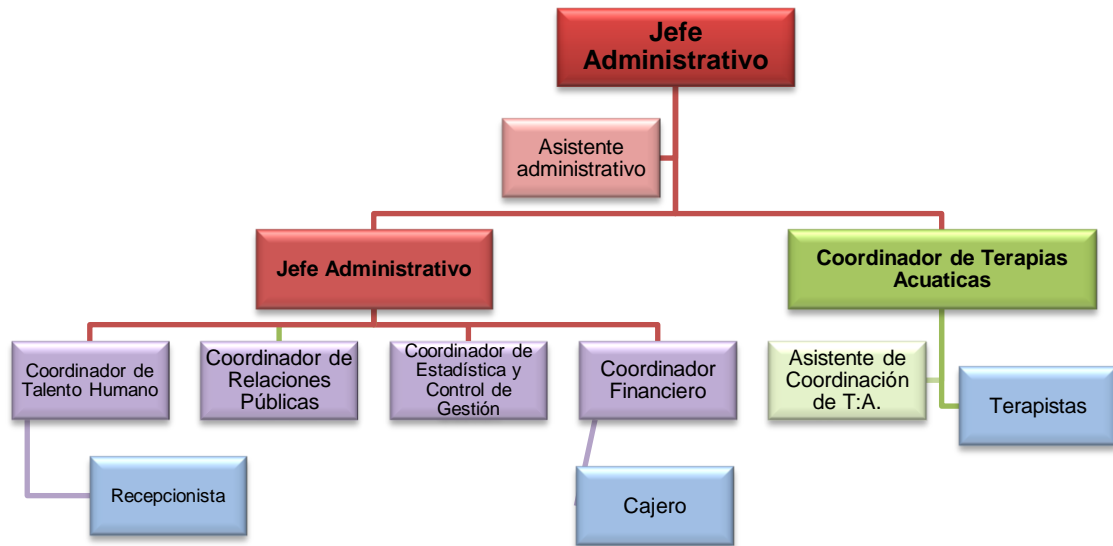 Jefe
Administrativo
Asistente
administrativo
Jefe Administrativo
Coordinador de Terapias
Acuaticas
Coordinador de
Talento Humano
Coordinador de
Relaciones
Públicas
Coordinador de
Estadística y
Control de
Gestión
Coordinador
Financiero
Asistente de
Coordinación
de T:A.
Terapistas
Recepcionista
Cajero